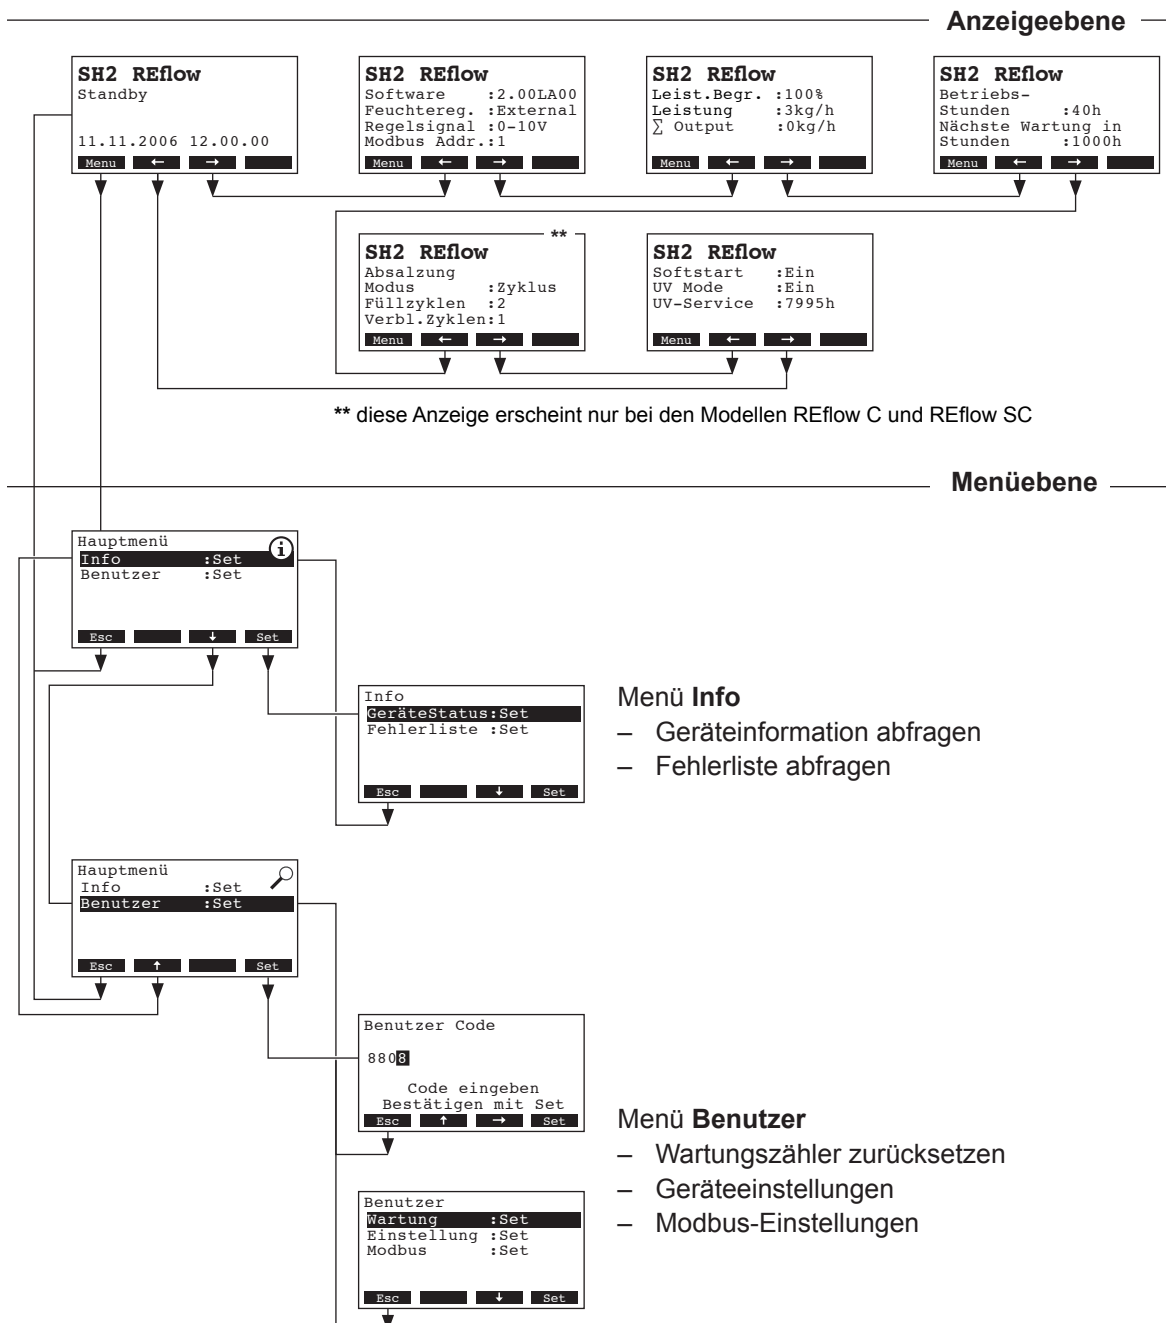 Anzeigeebene
SH2 REflow
Standby
11.11.2006 12.00.00
Menu ← →
SH2 REflow
Software :2.00LA00
Feuchtereg. :External
Regelsignal :0-10V
Modbus Addr.:1
Menu ← →
SH2 REflow
Leist.Begr. :100%
Leistung :3kg/h
∑ Output :0kg/h
Menu ← →
SH2 REflow
Betriebs-
Stunden :40h
Nächste Wartung in
Stunden :1000h
Menu ← →
**
SH2 REflow
Absalzung
Modus :Zyklus
Füllzyklen :2
Verbl.Zyklen:1
Menu ← →
SH2 REflow
Softstart :Ein
UV Mode :Ein
UV-Service :7995h
Menu ← →
** diese Anzeige erscheint nur bei den Modellen REflow C und REflow SC
Menüebene
Hauptmenü
Info :Set
Benutzer :Set
Esc ↓ Set
Info
GeräteStatus:Set
Fehlerliste :Set
Esc ↓ Set
Menü Info
– Geräteinformation abfragen
– Fehlerliste abfragen
Hauptmenü
Info :Set
Benutzer :Set
Esc ↑ Set
Benutzer Code
8808
Code eingeben
Bestätigen mit Set
Esc ↑ → Set
Menü Benutzer
– Wartungszähler zurücksetzen
– Geräteeinstellungen
– Modbus-Einstellungen
Benutzer
Wartung :Set
Einstellung :Set
Modbus :Set
Esc ↓ Set